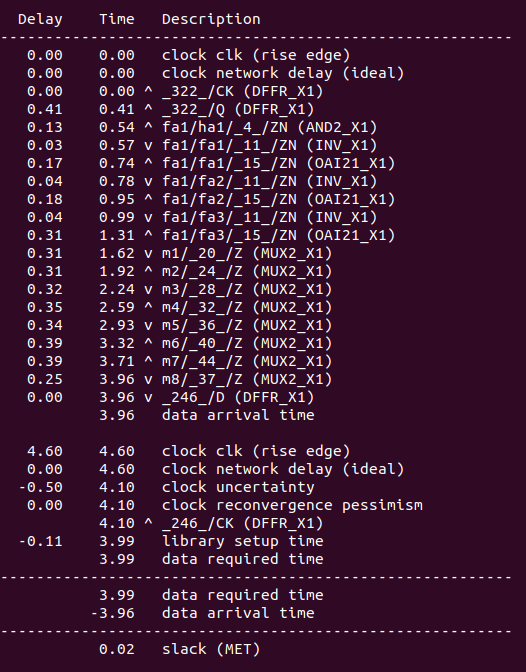 Delay    Time   Description
---------------------------------------------------------
0.00    0.00   clock clk (rise edge)
0.00    0.00   clock network delay (ideal)
0.00    0.00 ^ _322_/CK (DFFR_X1)
0.41    0.41 ^ _322_/Q (DFFR_X1)
0.13    0.54 ^ fa1/ha1/_4_/ZN (AND2_X1)
0.03    0.57 v fa1/fa1/_11_/ZN (INV_X1)
0.17    0.74 ^ fa1/fa1/_15_/ZN (OAI21_X1)
0.04    0.78 v fa1/fa2/_11_/ZN (INV_X1)
0.18    0.95 ^ fa1/fa2/_15_/ZN (OAI21_X1)
0.04    0.99 v fa1/fa3/_11_/ZN (INV_X1)
0.31    1.31 ^ fa1/fa3/_15_/ZN (OAI21_X1)
0.31    1.62 v m1/_20_/Z (MUX2_X1)
0.31    1.92 ^ m2/_24_/Z (MUX2_X1)
0.32    2.24 v m3/_28_/Z (MUX2_X1)
0.35    2.59 ^ m4/_32_/Z (MUX2_X1)
0.34    2.93 v m5/_36_/Z (MUX2_X1)
0.39    3.32 ^ m6/_40_/Z (MUX2_X1)
0.39    3.71 ^ m7/_44_/Z (MUX2_X1)
0.25    3.96 v m8/_37_/Z (MUX2_X1)
0.00    3.96 v _246_/D (DFFR_X1)
3.96   data arrival time
4.60    4.60   clock clk (rise edge)
0.00    4.60   clock network delay (ideal)
-0.50    4.10   clock uncertainty
0.00    4.10   clock reconvergence pessimism
4.10 ^ _246_/CK (DFFR_X1)
-0.11    3.99   library setup time
3.99   data required time
---------------------------------------------------------
3.99   data required time
-3.96   data arrival time
---------------------------------------------------------
0.02   slack (MET)